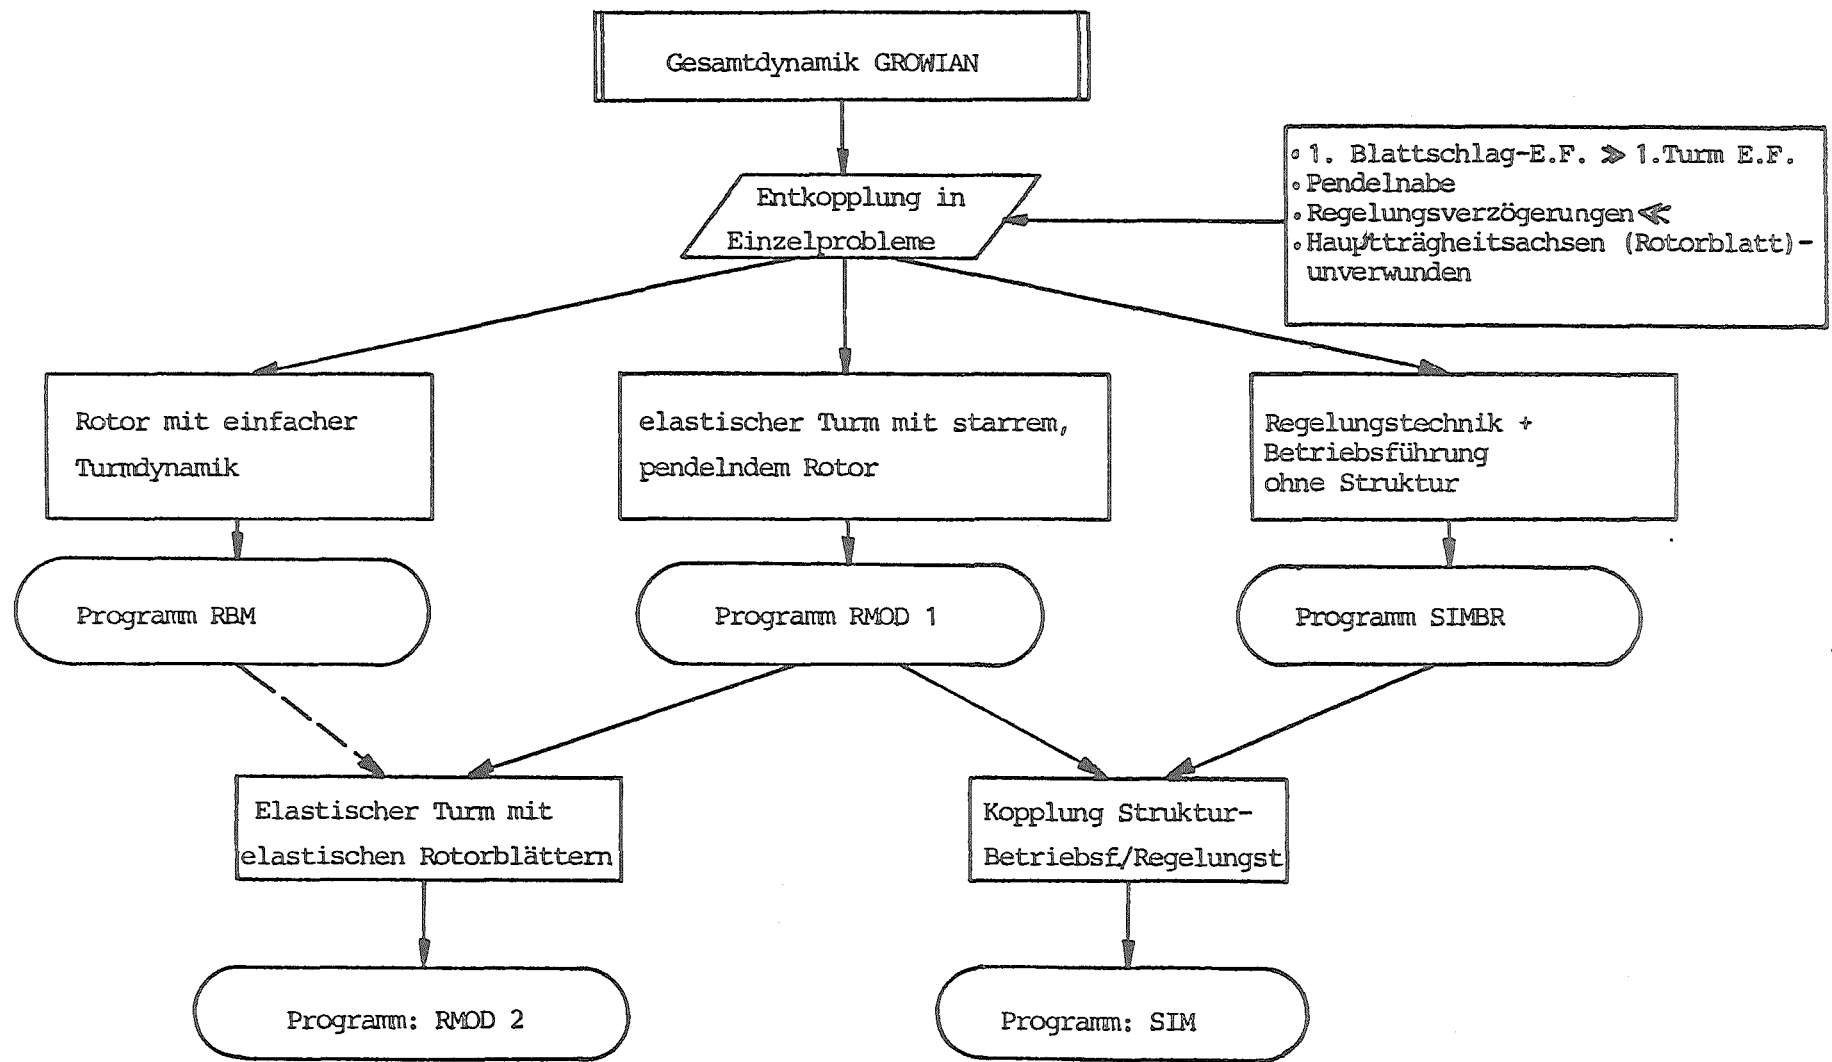 Gesamtdynamik GROWIAN
• 1. Blattschlag-E.F. ≫ 1.Turm E.F.
• Pendelnabe
• Regelungsverzögerungen ≪
• Hauptträgheitsachsen (Rotorblatt)-
unverwunden
Entkopplung in
Einzelprobleme
Rotor mit einfacher
Turmdynamik
elastischer Turm mit starrem,
pendelndem Rotor
Regelungstechnik +
Betriebsführung
ohne Struktur
Programm RBM
Programm RMOD 1
Programm SIMBR
Elastischer Turm mit
elastischen Rotorblättern
Kopplung Struktur-
Betriebsf./Regelungst
Programm: RMOD 2
Programm: SIM